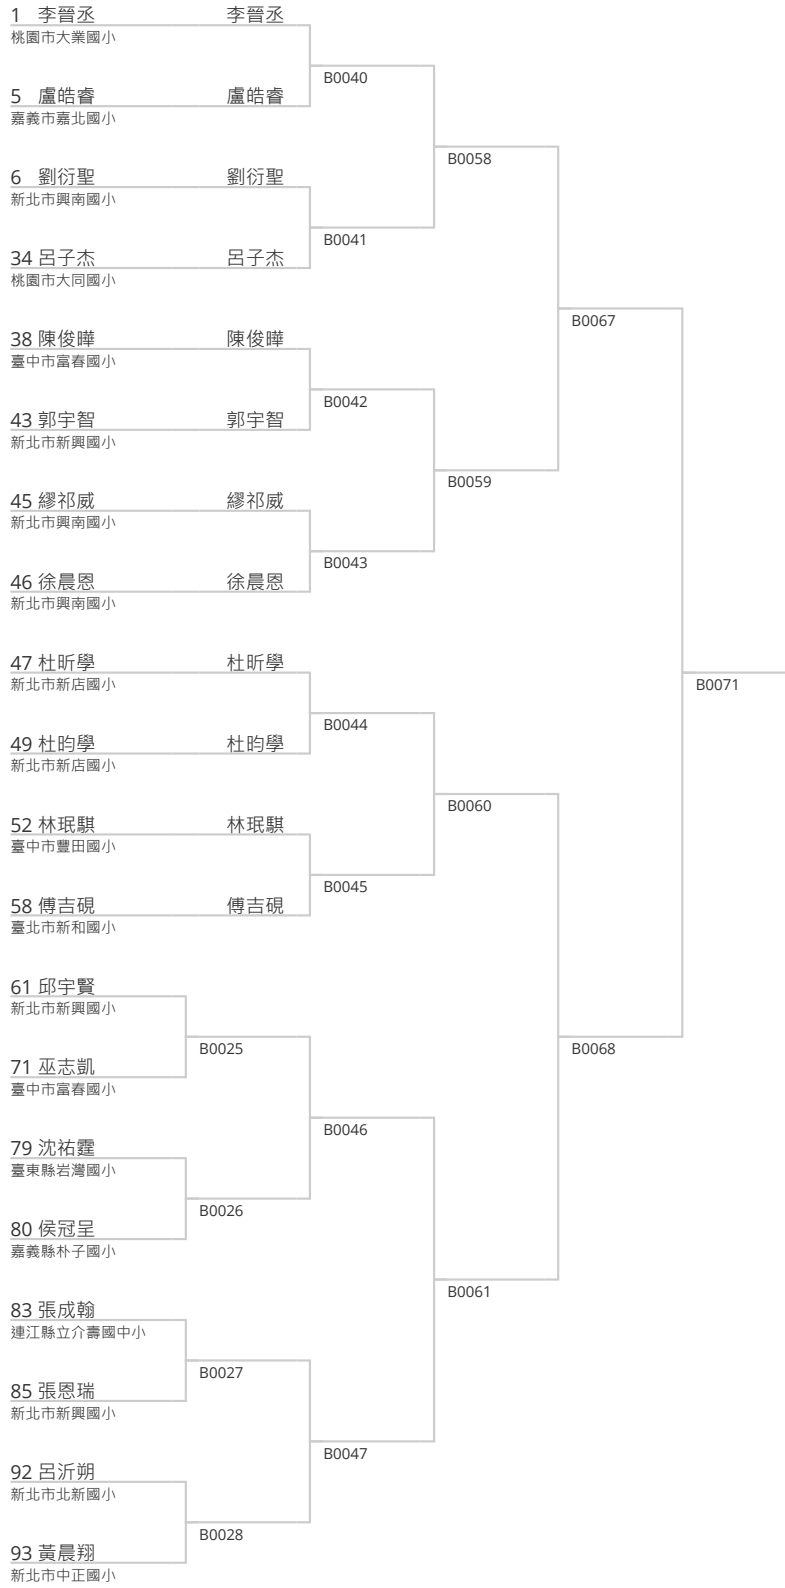 1 李晉丞 李晉丞
桃園市大業國小
B0040
5 盧皓睿 盧皓睿
嘉義市嘉北國小
B0058
6 劉衍聖 劉衍聖
新北市興南國小
B0041
34 呂子杰 呂子杰
桃園市大同國小
B0067
38 陳俊曄 陳俊曄
臺中市富春國小
B0042
43 郭宇智 郭宇智
新北市新興國小
B0059
45 繆祁威 繆祁威
新北市興南國小
B0043
46 徐晨恩 徐晨恩
新北市興南國小
47 杜昕學 杜昕學
新北市新店國小
B0071
B0044
49 杜昀學 杜昀學
新北市新店國小
B0060
52 林珉騏 林珉騏
臺中市豐田國小
B0045
58 傅吉硯 傅吉硯
臺北市新和國小
61 邱宇賢
新北市新興國小
B0025
B0068
71 巫志凱
臺中市富春國小
B0046
79 沈祐霆
臺東縣岩灣國小
B0026
80 侯冠呈
嘉義縣朴子國小
B0061
83 張成翰
連江縣立介壽國中小
B0027
85 張恩瑞
新北市新興國小
B0047
92 呂沂朔
新北市北新國小
B0028
93 黃晨翔
新北市中正國小